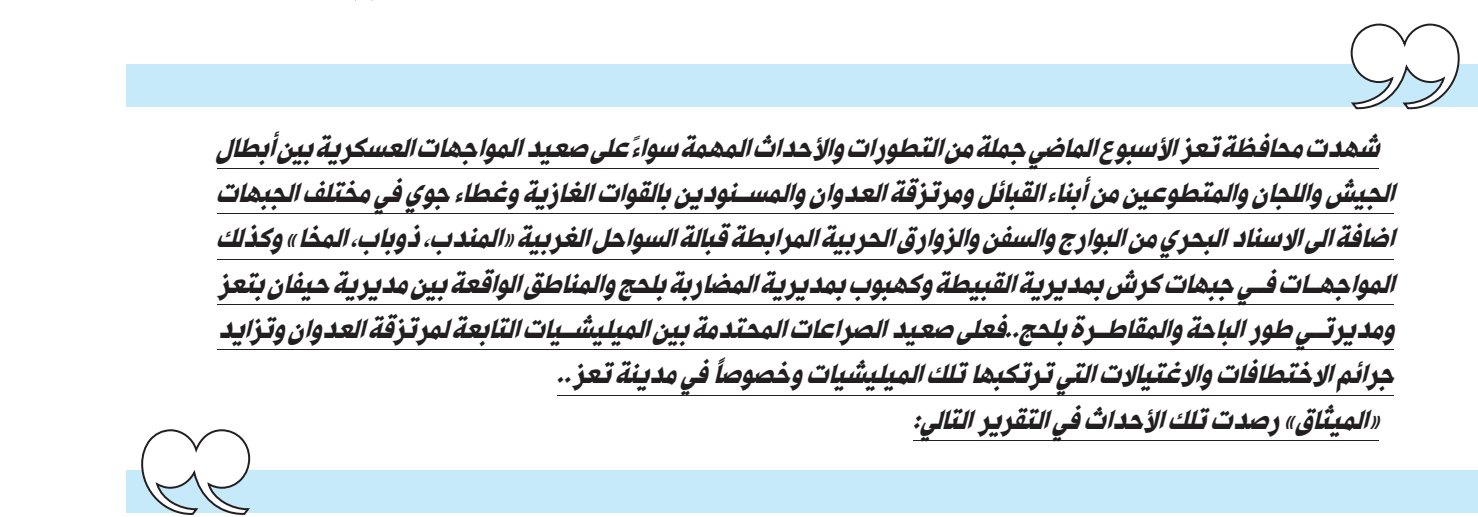 شهدت محافظة تعز الأسبوع الماضي جملة من التطورات والأحداث المهمة سواءً على صعيد المواجهات العسكرية بين أبطال
الجيش واللجان والمتطوعين من أبناء القبائل ومرتزقة العدوان والمسنودين بالقوات الغازية وغطاء جوي في مختلف الجبهات
اضافة الى الاسناد البحري من البوارج والسفن والزوارق الحربية المرابطة قبالة السواحل الغربية «المندب، ذوباب، المخا» وكذلك
المواجهات في جبهات كرش بمديرية القبيطة وكهبوب بمديرية المضاربة بلحج والمناطق الواقعة بين مديرية حيفان بتعز
ومديرتي طور الباحة والمقاطرة بلحج..فعلى صعيد الصراعات المحتدمة بين الميليشيات التابعة لمرتزقة العدوان وتزايد
جرائم الاختطافات والاغتيالات التي ترتكبها تلك الميليشيات وخصوصاً في مدينة تعز..
«الميثاق» رصدت تلك الأحداث في التقرير التالي: